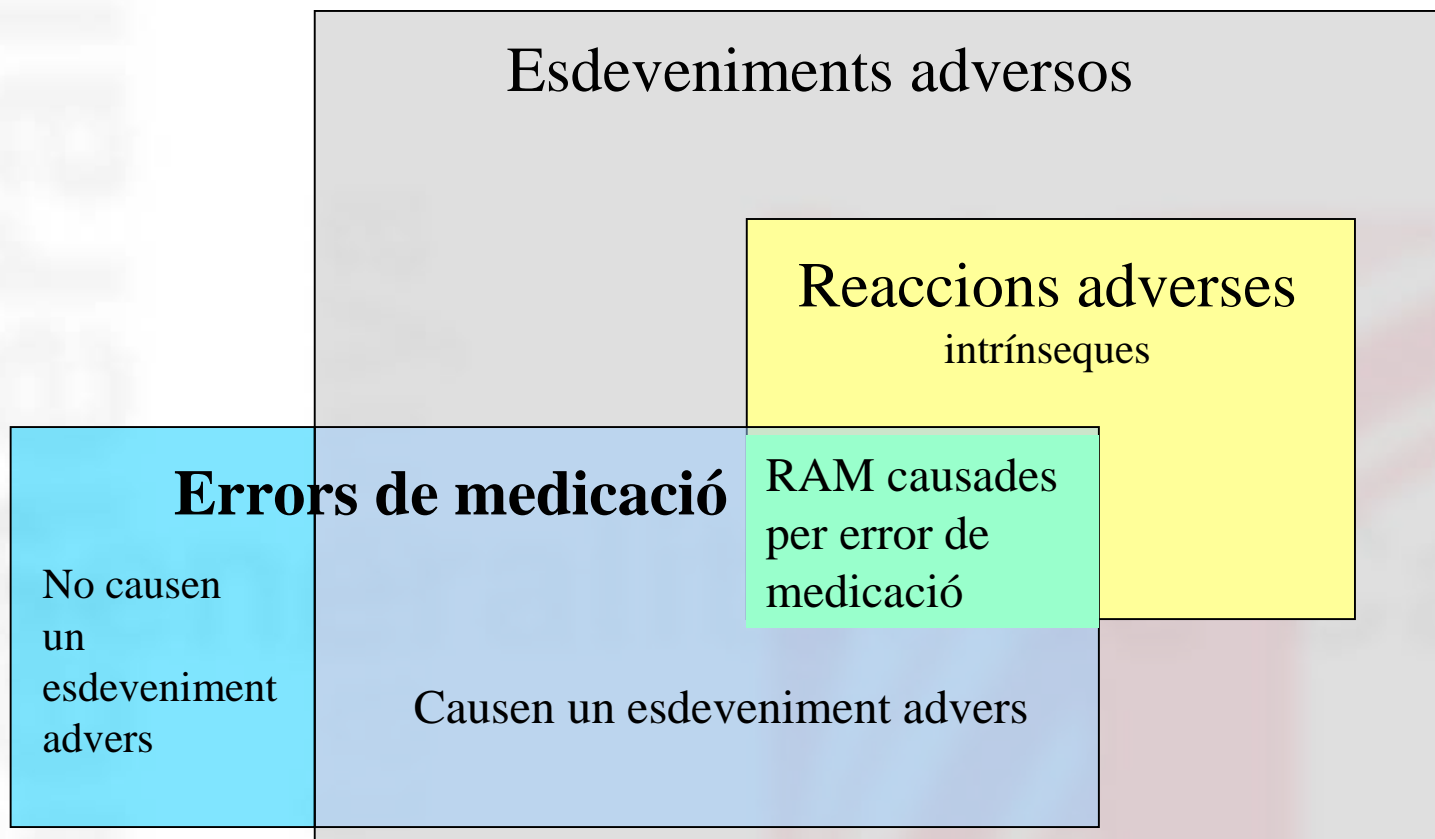 Esdeveniments adversos
Reaccions adverses
intrínseques
Errors de medicació
RAM causades
per error de
medicació
No causen
un
esdeveniment
advers
Causen un esdeveniment advers